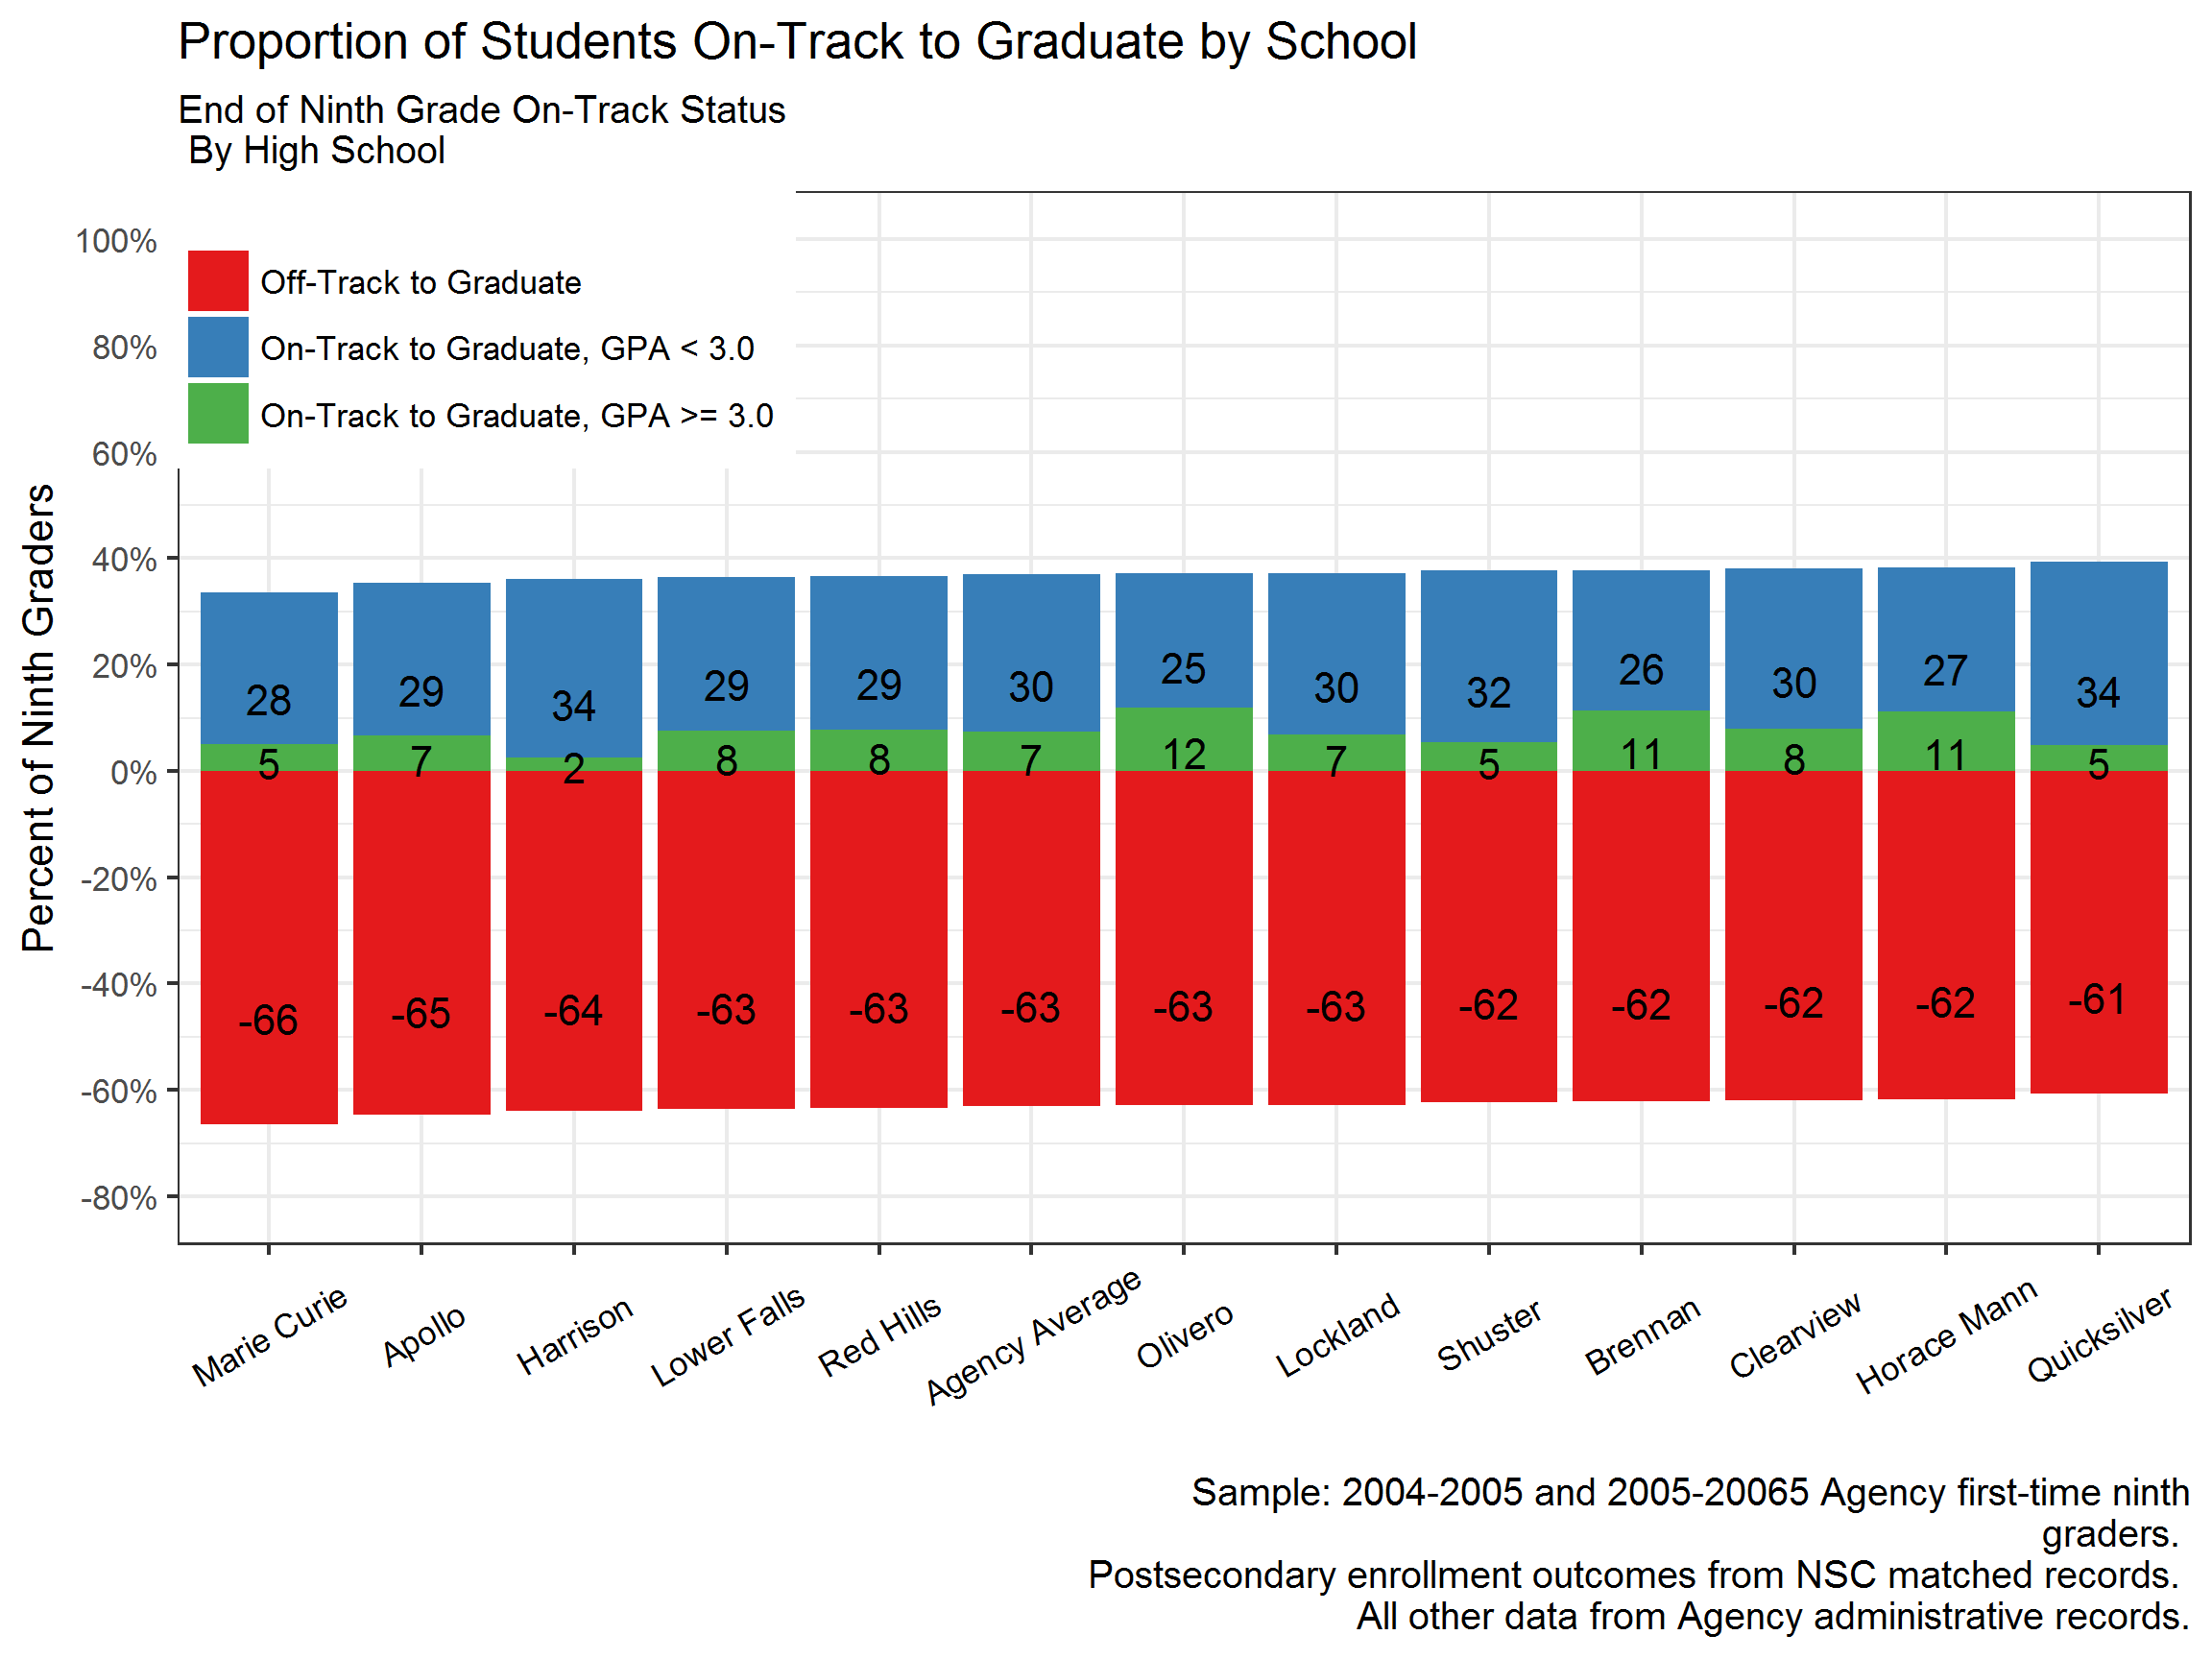 Proportion of Students On-Track to Graduate by School
End of Ninth Grade On-Track Status
By High School
Off-Track to Graduate
On-Track to Graduate, GPA < 3.0
On-Track to Graduate, GPA >= 3.0
Percent of Ninth Graders
100%
80%
60%
40%
20%
0%
-20%
-40%
-60%
-80%
28 29 34 29 29 30 25 30 32 26 30 27 34
5 7 2 8 8 7 12 7 5 11 8 11 5
-66 -65 -64 -63 -63 -63 -63 -63 -62 -62 -62 -62 -61
Marie Curie
Apollo
Harrison
Lower Falls
Red Hills
Agency Average
Olivero
Lockland
Shuster
Brennan
Clearview
Horace Mann
Quicksilver
Sample: 2004-2005 and 2005-20065 Agency first-time ninth
graders.
Postsecondary enrollment outcomes from NSC matched records.
All other data from Agency administrative records.